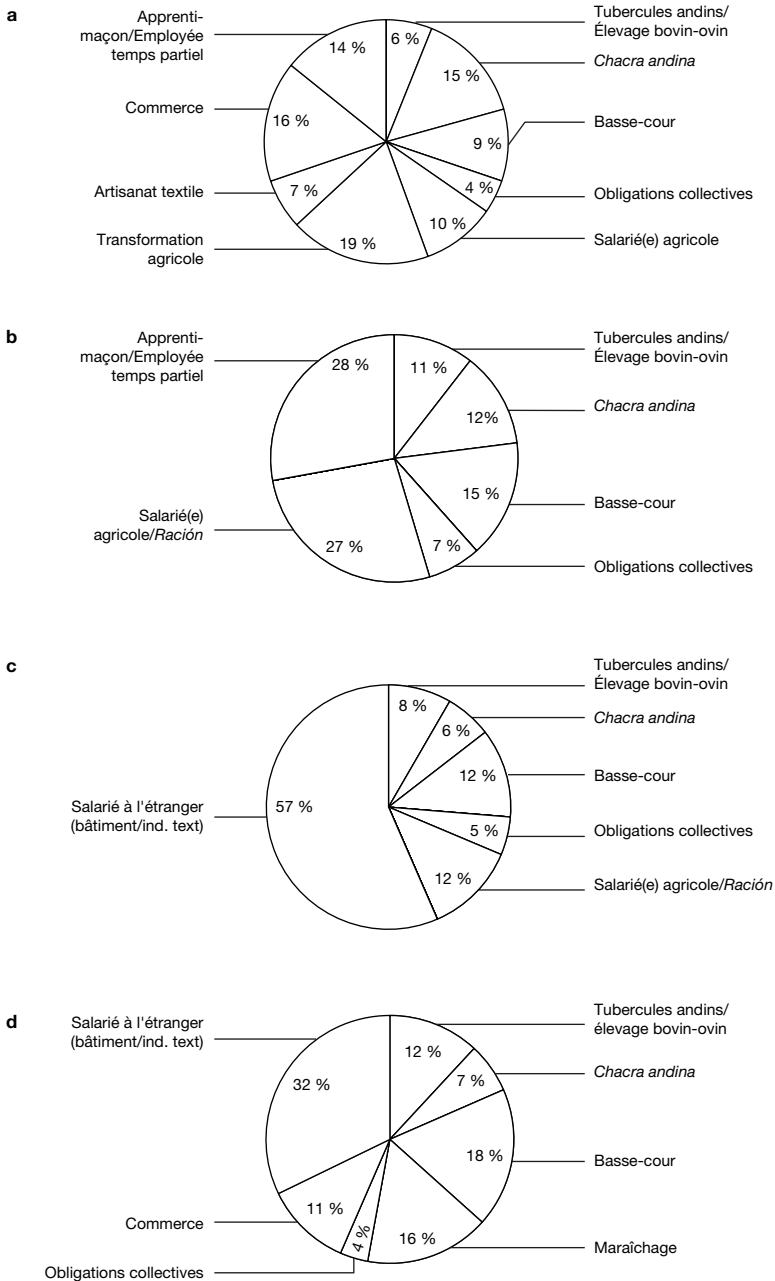 a
Apprenti-
maçon/Employée
temps partiel
14 %
6 %
Tubercules andins/
Élevage bovin-ovin
15 %
Chacra andina
Commerce
16 %
9 %
Basse-cour
Artisanat textile
7 %
4 %
Obligations collectives
Transformation
agricole
19 %
10 %
Salarié(e) agricole
b
Apprenti-
maçon/Employée
temps partiel
28 %
11 %
Tubercules andins/
Élevage bovin-ovin
12%
Chacra andina
15 %
Basse-cour
Salarié(e)
agricole/Ración
27 %
7 %
Obligations collectives
c
8 %
Tubercules andins/
Élevage bovin-ovin
6 %
Chacra andina
12 %
Basse-cour
Salarié à l'étranger
(bâtiment/ind. text)
57 %
5 %
Obligations collectives
12 %
Salarié(e) agricole/Ración
d
Salarié à l'étranger
(bâtiment/ind. text)
32 %
12 %
Tubercules andins/
élevage bovin-ovin
7 %
Chacra andina
18 %
Basse-cour
Commerce
11 %
4 %
16 %
Maraîchage
Obligations collectives